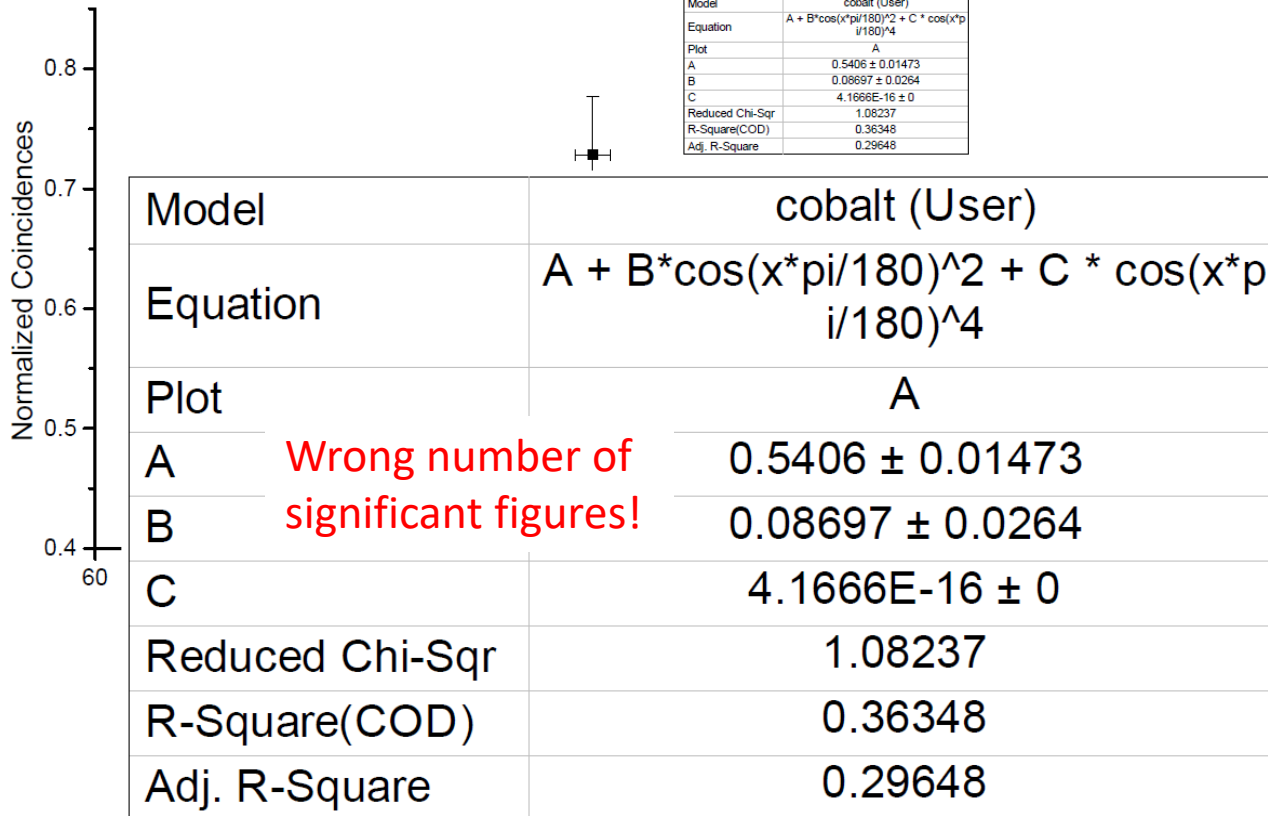 Model cobalt (User)
Equation A + B*cos(x*pi/180)^2 + C * cos(x*p
i/180)^4
Plot A
A 0.5406 ± 0.01473
B 0.08697 ± 0.0264
C 4.1666E-16 ± 0
Reduced Chi-Sqr 1.08237
R-Square(COD) 0.36348
Adj. R-Square 0.29648
Normalized Coincidences
0.8
0.7
0.6
0.5
0.4
60
Model cobalt (User)
Equation A + B*cos(x*pi/180)^2 + C * cos(x*p
i/180)^4
Plot A
A 0.5406 ± 0.01473
B 0.08697 ± 0.0264
C 4.1666E-16 ± 0
Reduced Chi-Sqr 1.08237
R-Square(COD) 0.36348
Adj. R-Square 0.29648
Wrong number of
significant figures!